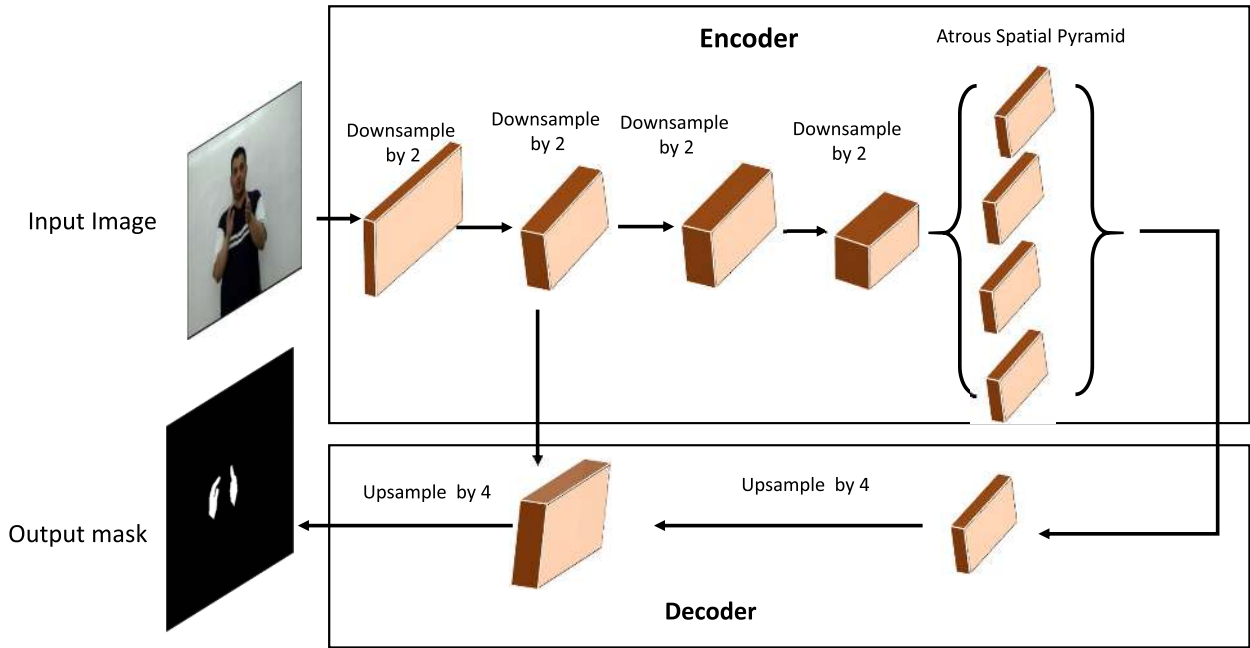 Encoder
Atrous Spatial Pyramid
Downsample
by 2
Downsample
by 2
Downsample
by 2
Downsample
by 2
Input Image
Upsample by 4
Upsample by 4
Output mask
Decoder